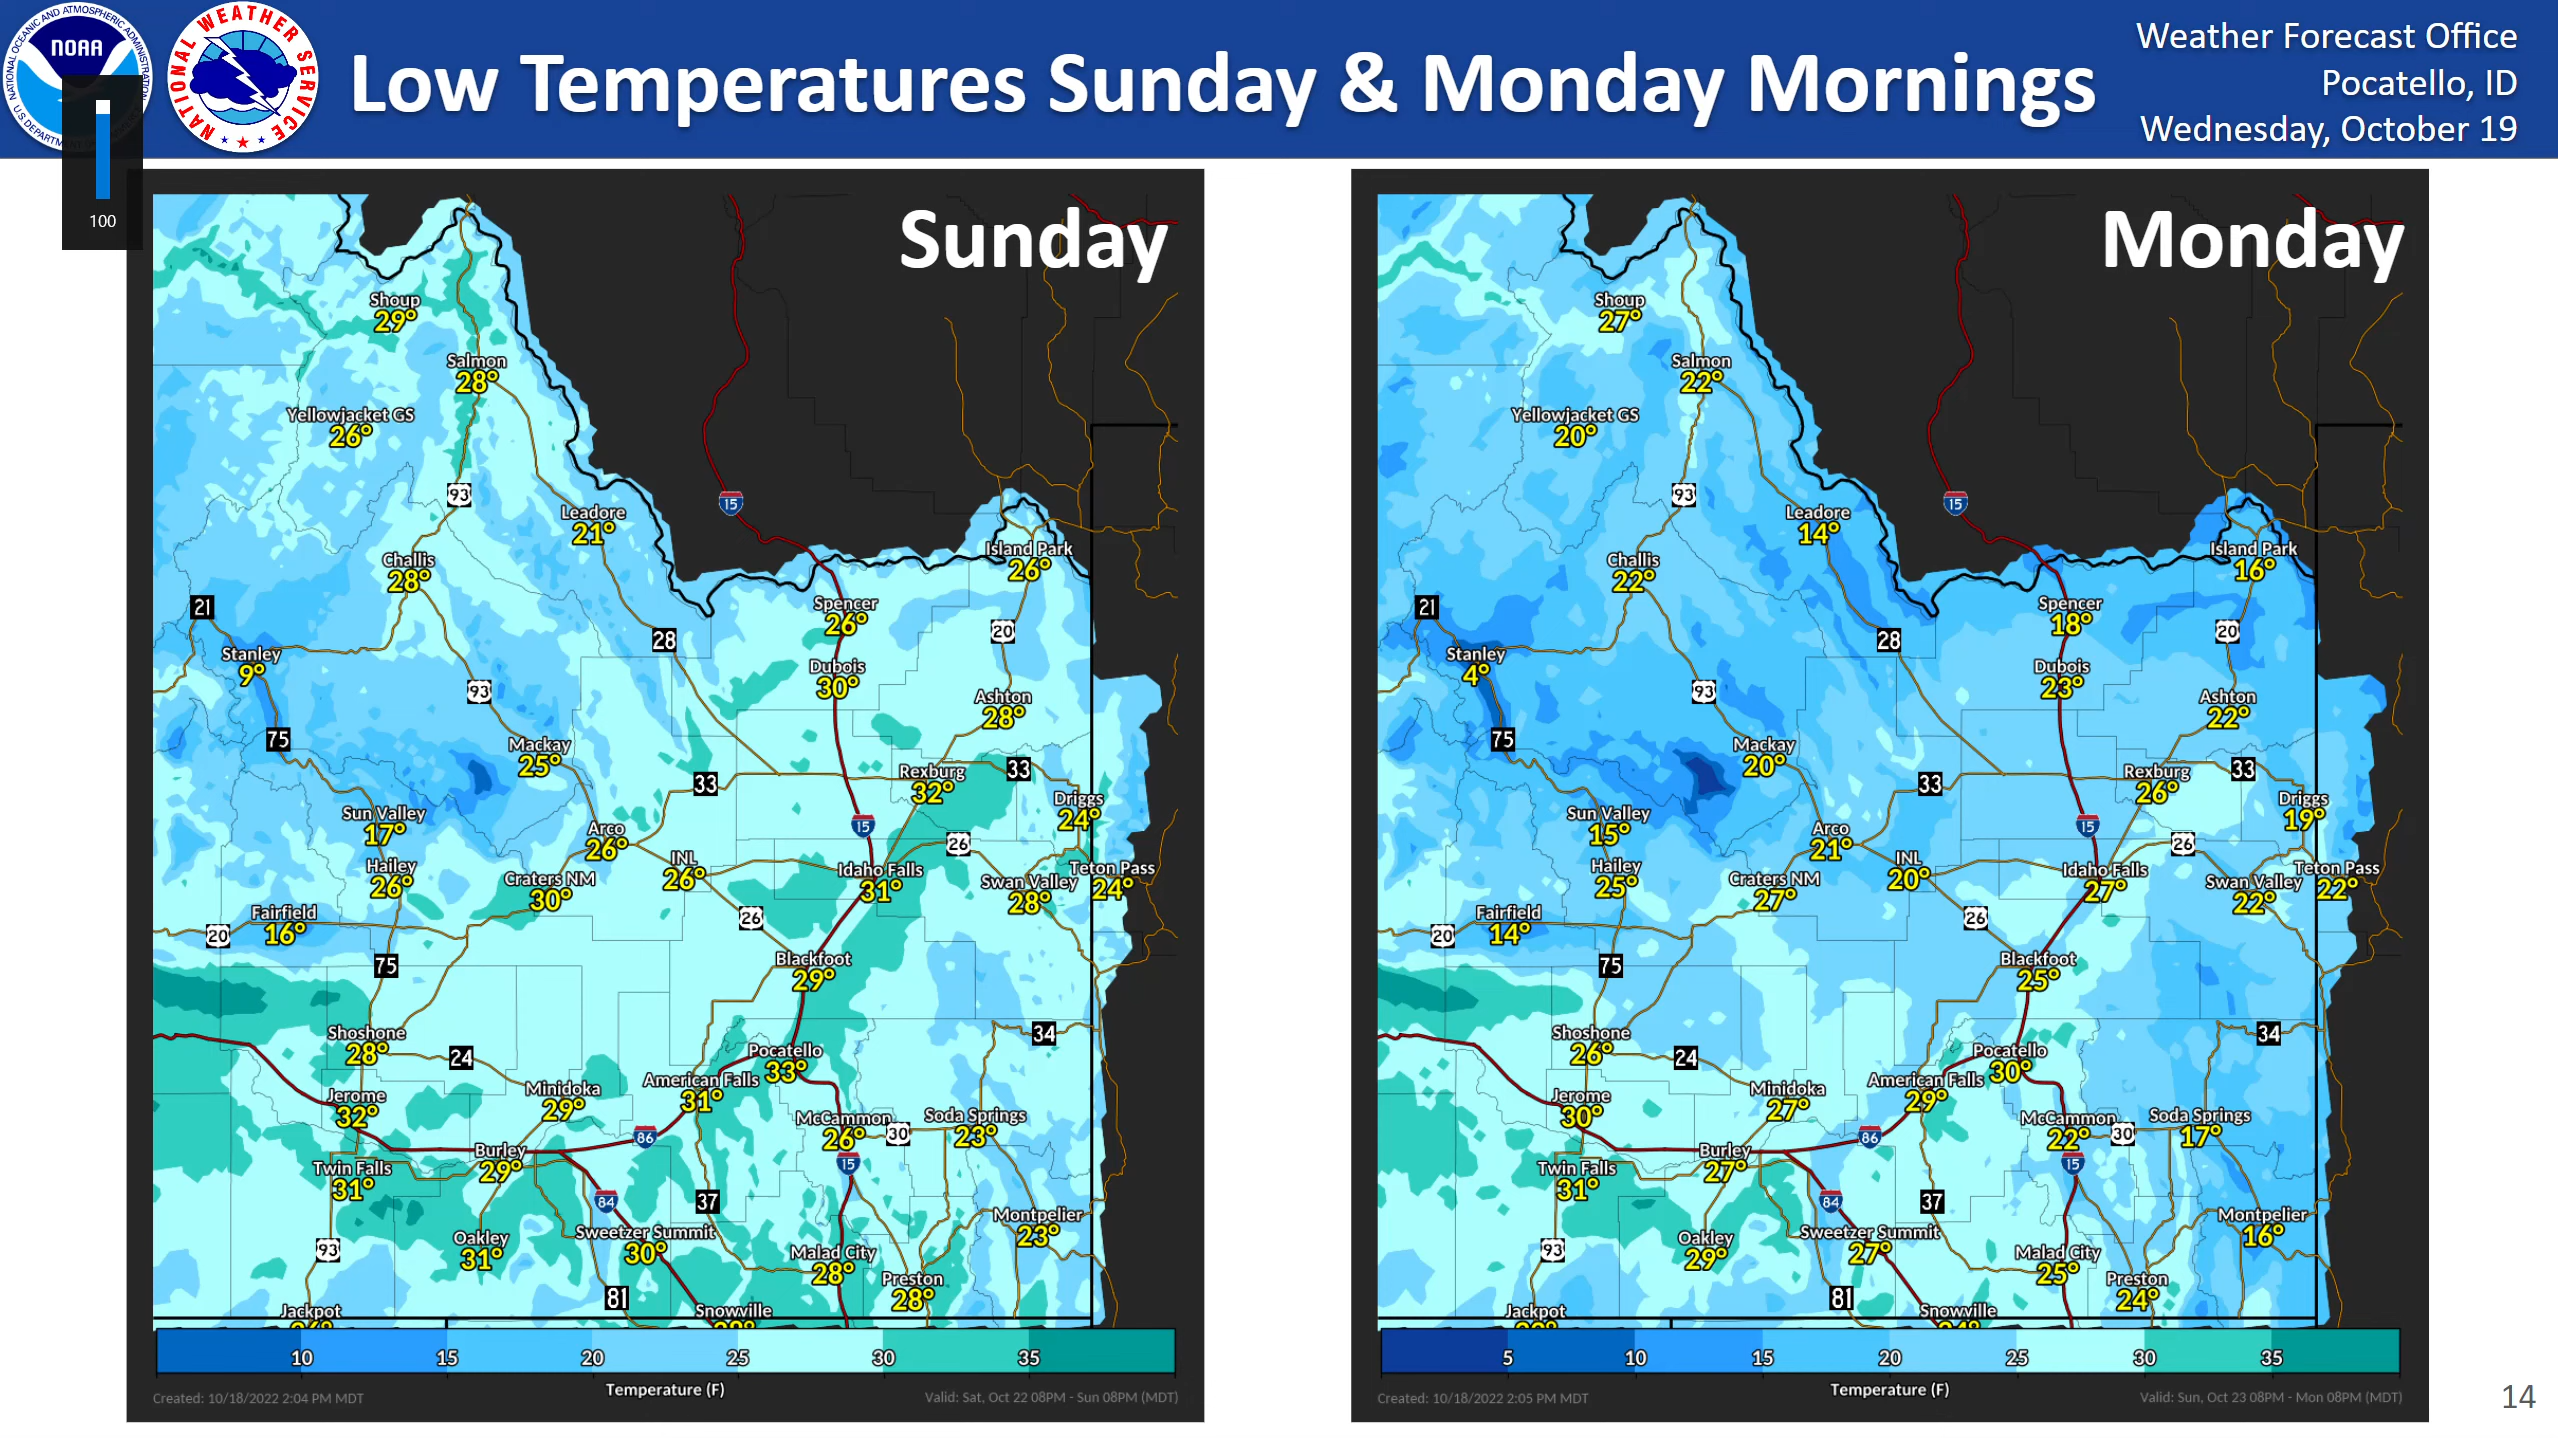 NATIONAL OCEANIC AND ATMOSPHERIC ADMINISTRATION
NOAA
U.S. DEPARTMENT
NATIONAL WEATHER SERVICE
Low Temperatures Sunday & Monday Mornings
Weather Forecast Office
Pocatello, ID
Wednesday, October 19
100
Sunday
Shoup
29°
Salmon
28°
Yellowjacket GS
26°
93
15
Leadore
21°
Island Park
26°
Challis
28°
21
Spencer
26°
20
28
Stanley
9°
Dubois
30°
93
Ashton
28°
75
Mackay
25°
Rexburg
32°
33
33
Driggs
24°
Sun Valley
17°
15
Arco
26°
26
INL
26°
Hailey
26°
Craters NM
30°
Idaho Falls
31°
Swan Valley
28°
Teton Pass
24°
Fairfield
16°
20
26
75
Blackfoot
29°
Shoshone
28°
24
34
Pocatello
33°
American Falls
31°
Minidoka
29°
Jerome
32°
McCammon
26°
30
Soda Springs
23°
86
Burley
29°
15
Twin Falls
31°
84
37
Montpelier
23°
Oakley
31°
Sweetzer Summit
30°
93
Malad City
28°
Preston
28°
81
Jackpot
Snowville
10 15 20 25 30 35
Temperature (F)
Created: 10/18/2022 2:04 PM MDT
Valid: Sat, Oct 22 08PM - Sun 08PM (MDT)
Monday
Shoup
27°
Salmon
22°
Yellowjacket GS
20°
93
15
Leadore
14°
Island Park
16°
Challis
22°
21
Spencer
18°
20
28
Stanley
4°
Dubois
23°
93
Ashton
22°
75
Mackay
20°
Rexburg
26°
33
33
Driggs
19°
Sun Valley
15°
15
Arco
21°
26
INL
20°
Hailey
25°
Craters NM
27°
Idaho Falls
27°
Swan Valley
22°
Teton Pass
22°
Fairfield
14°
20
26
75
Blackfoot
25°
Shoshone
26°
24
34
Pocatello
30°
American Falls
29°
Minidoka
27°
Jerome
30°
McCammon
22°
30
Soda Springs
17°
86
Burley
27°
15
Twin Falls
31°
84
37
Montpelier
16°
Oakley
29°
Sweetzer Summit
27°
93
Malad City
25°
Preston
24°
81
Jackpot
Snowville
5 10 15 20 25 30 35
Temperature (F)
Created: 10/18/2022 2:05 PM MDT
Valid: Sun, Oct 23 08PM - Mon 08PM (MDT)
14